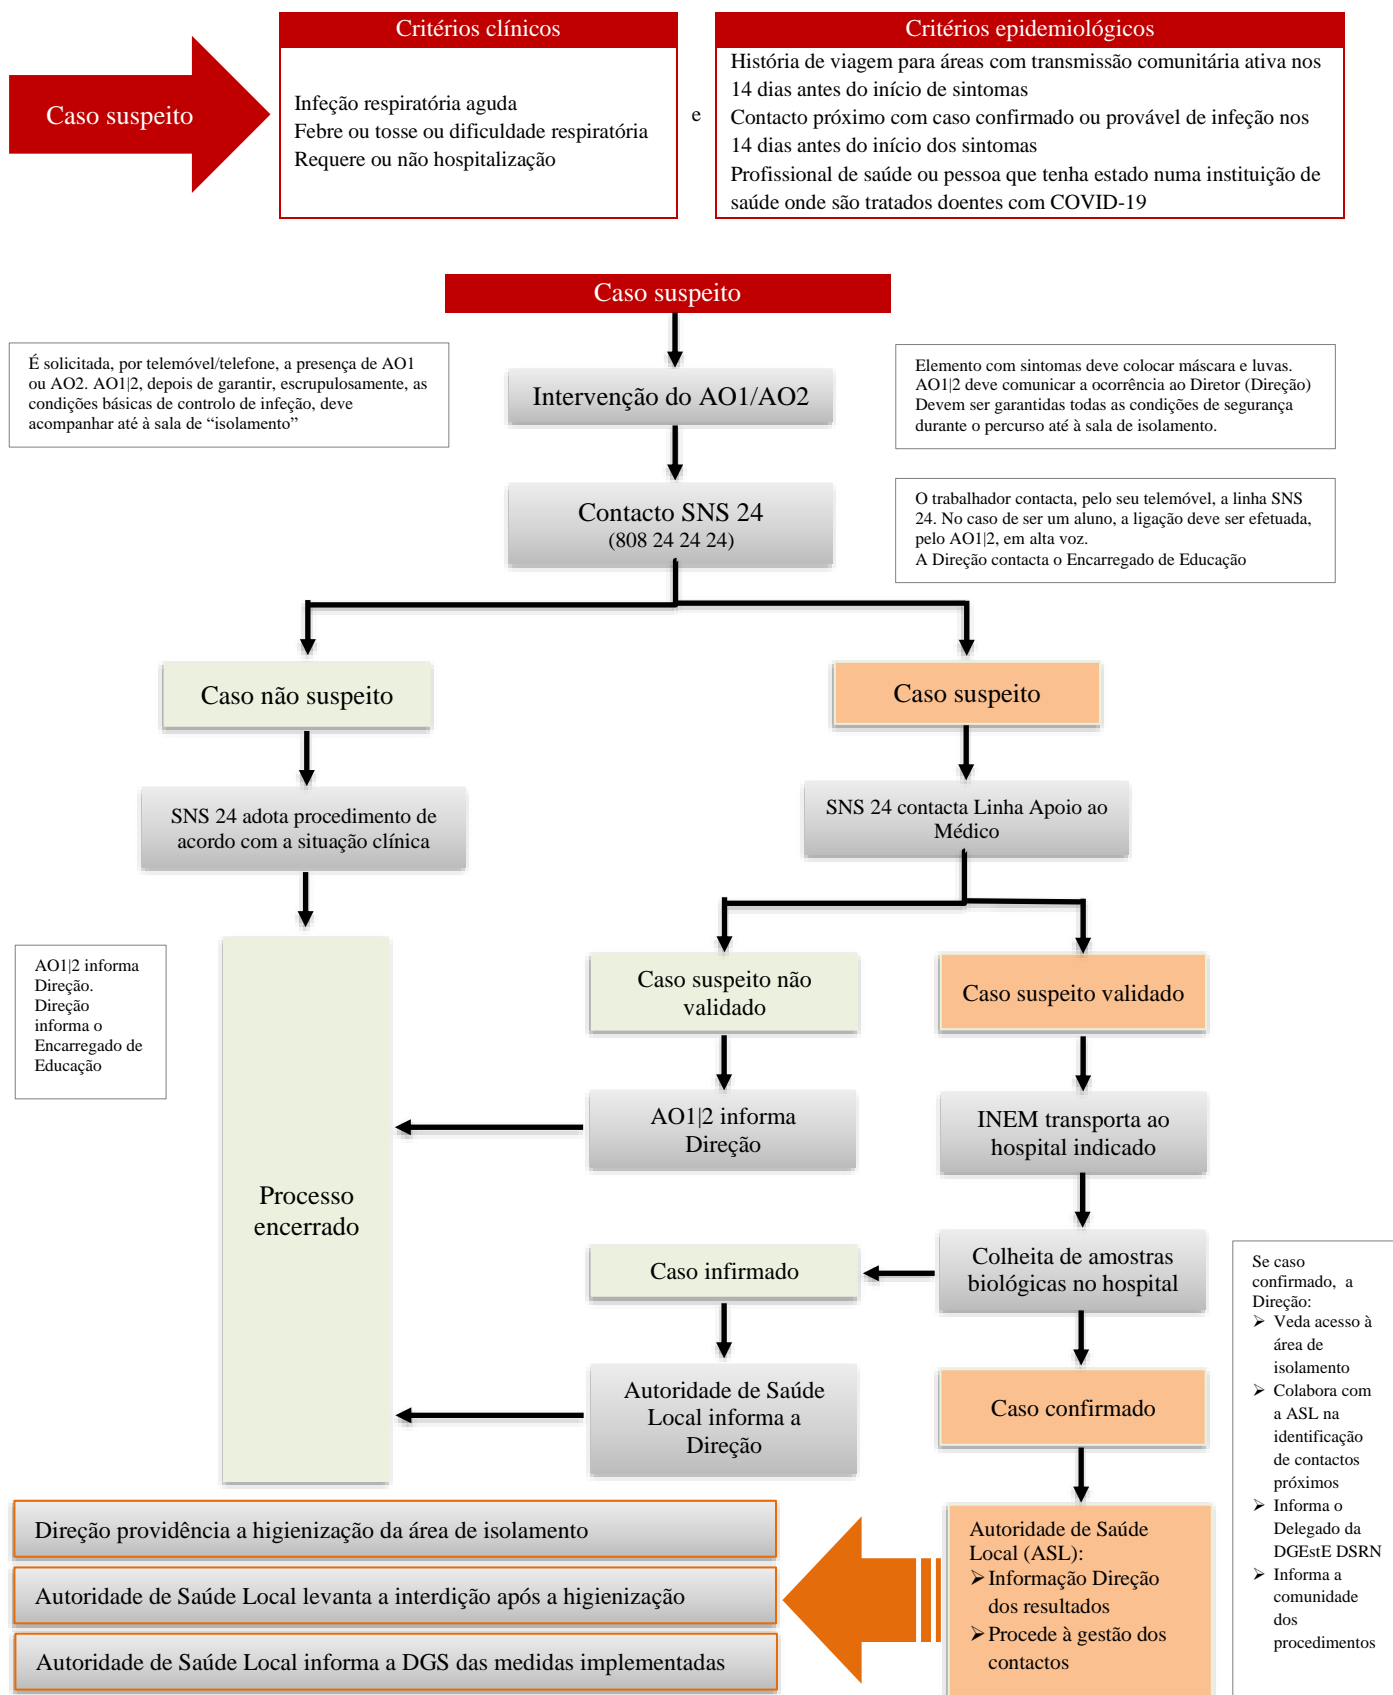 Caso suspeito
Critérios clínicos
Infeção respiratória aguda
Febre ou tosse ou dificuldade respiratória
Requere ou não hospitalização
e
Critérios epidemiológicos
História de viagem para áreas com transmissão comunitária ativa nos
14 dias antes do início de sintomas
Contacto próximo com caso confirmado ou provável de infeção nos
14 dias antes do início dos sintomas
Profissional de saúde ou pessoa que tenha estado numa instituição de
saúde onde são tratados doentes com COVID-19
Caso suspeito
É solicitada, por telemóvel/telefone, a presença de AO1
ou AO2. AO1|2, depois de garantir, escrupulosamente, as
condições básicas de controlo de infeção, deve
acompanhar até à sala de “isolamento”
Intervenção do AO1/AO2
Elemento com sintomas deve colocar máscara e luvas.
AO1|2 deve comunicar a ocorrência ao Diretor (Direção)
Devem ser garantidas todas as condições de segurança
durante o percurso até à sala de isolamento.
Contacto SNS 24
(808 24 24 24)
O trabalhador contacta, pelo seu telemóvel, a linha SNS
24. No caso de ser um aluno, a ligação deve ser efetuada,
pelo AO1|2, em alta voz.
A Direção contacta o Encarregado de Educação
Caso não suspeito
Caso suspeito
SNS 24 adota procedimento de
acordo com a situação clínica
SNS 24 contacta Linha Apoio ao
Médico
AO1|2 informa
Direção.
Direção
informa o
Encarregado de
Educação
Caso suspeito não
validado
Caso suspeito validado
AO1|2 informa
Direção
INEM transporta ao
hospital indicado
Processo
encerrado
Caso infirmado
Colheita de amostras
biológicas no hospital
Autoridade de Saúde
Local informa a
Direção
Caso confirmado
Se caso
confirmado, a
Direção:
➢ Veda acesso à
área de
isolamento
➢ Colabora com
a ASL na
identificação
de contactos
próximos
➢ Informa o
Delegado da
DGEstE DSRN
➢ Informa a
comunidade
dos
procedimentos
Autoridade de Saúde
Local (ASL):
➢ Informação Direção
dos resultados
➢ Procede à gestão dos
contactos
Direção providência a higienização da área de isolamento
Autoridade de Saúde Local levanta a interdição após a higienização
Autoridade de Saúde Local informa a DGS das medidas implementadas